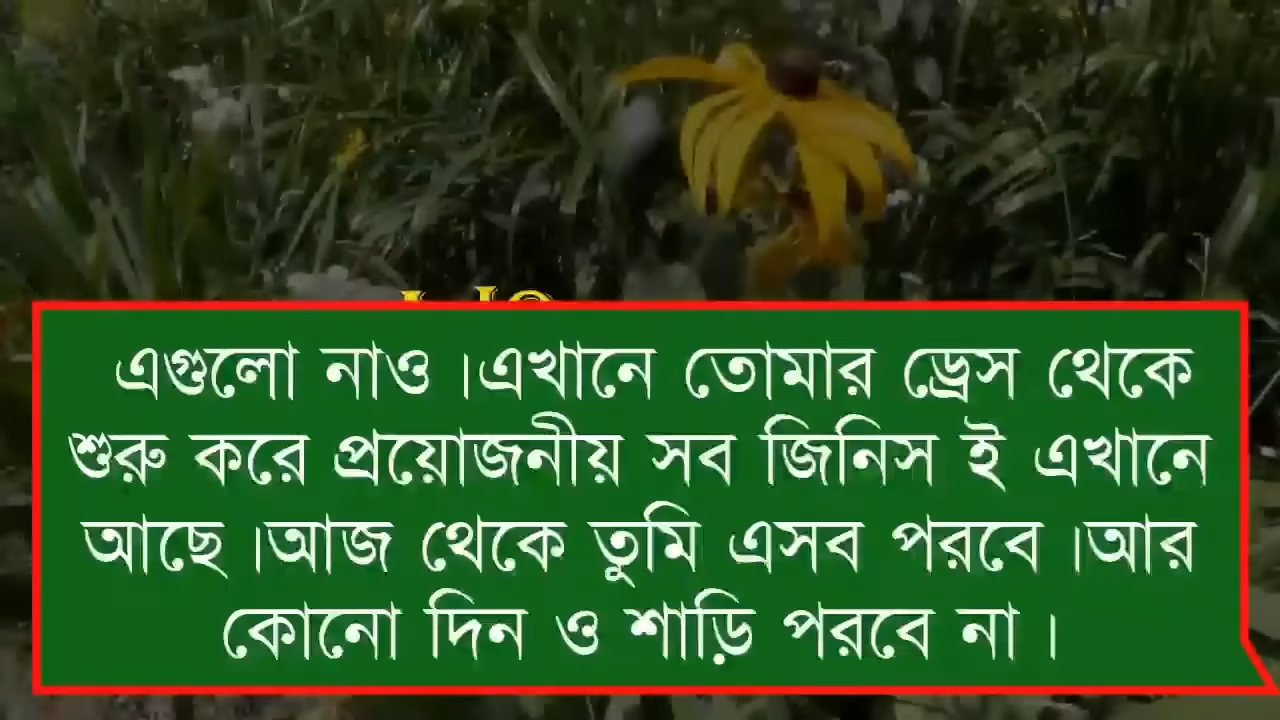 এগুলো নাও ।এখানে তোমার ড্রেস থেকে
শুরু করে প্রয়োজনীয় সব জিনিস ই এখানে
আছে ।আজ থেকে তুমি এসব পরবে ।আর
কোনো দিন ও শাড়ি পরবে না ।